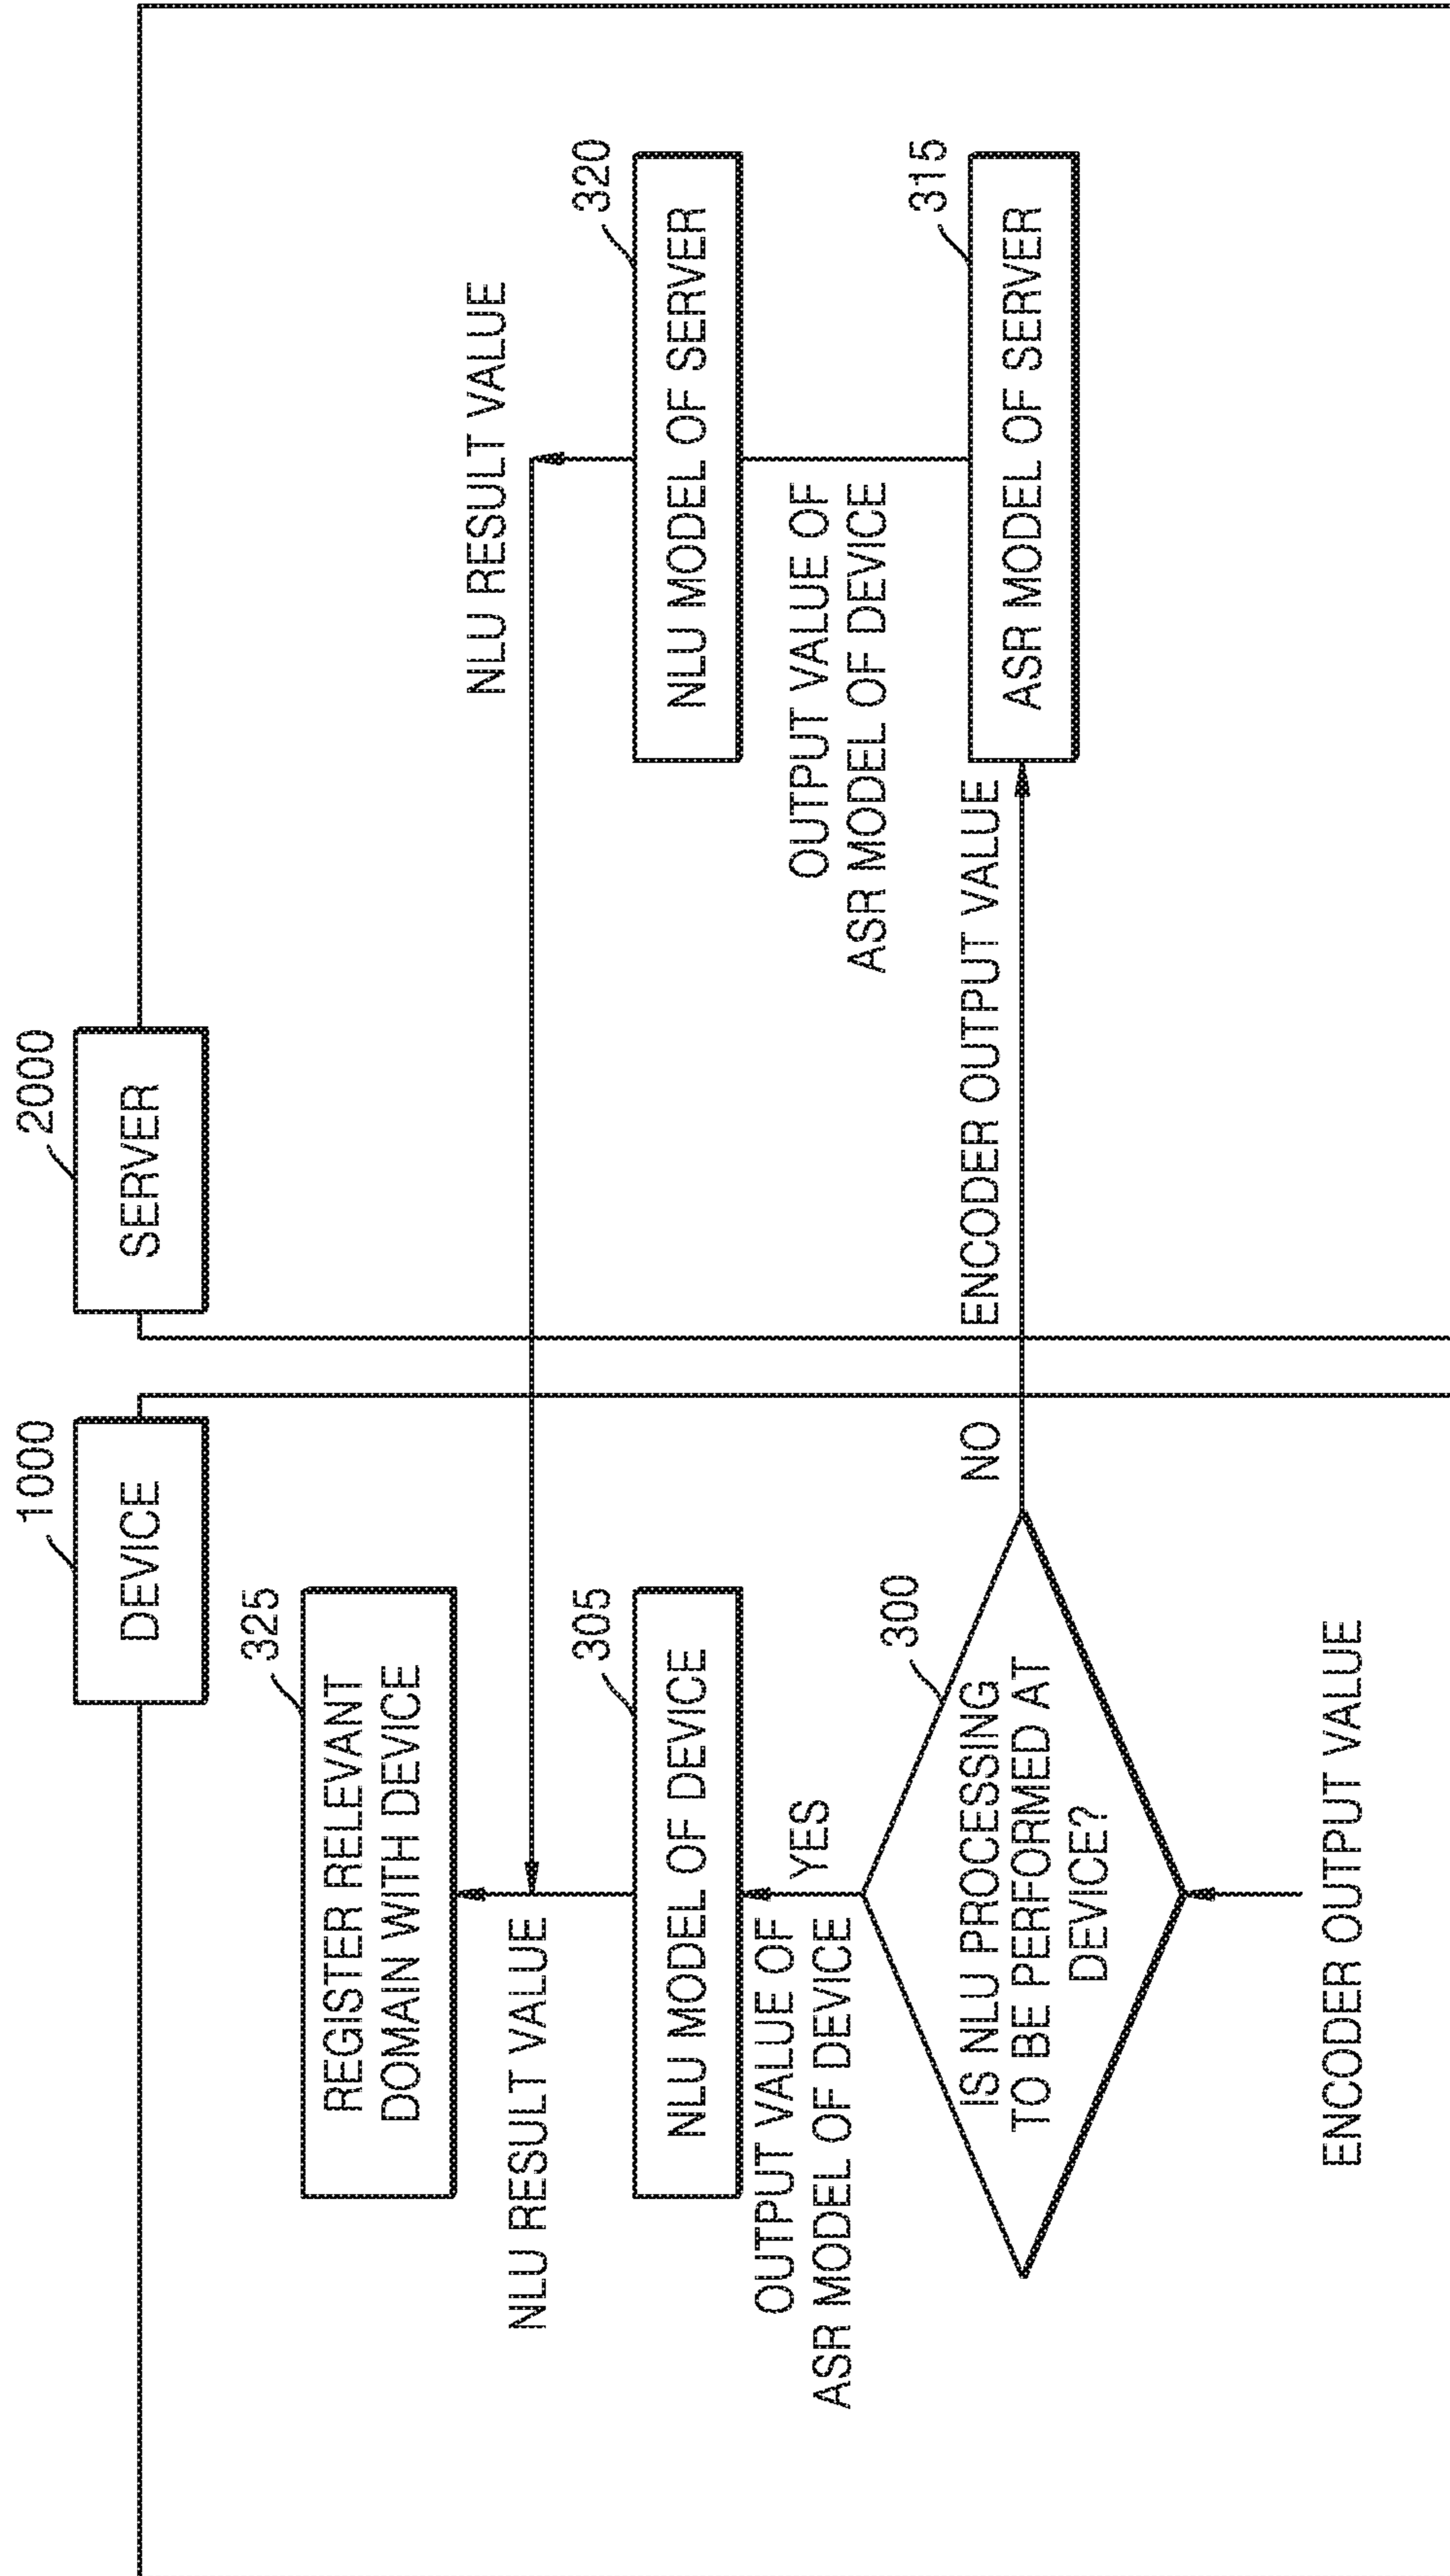 1000
DEVICE
2000
SERVER
325
REGISTER RELEVANT
DOMAIN WITH DEVICE
NLU RESULT VALUE
NLU RESULT VALUE
305
NLU MODEL OF DEVICE
320
NLU MODEL OF SERVER
OUTPUT VALUE OF
ASR MODEL OF DEVICE
YES
OUTPUT VALUE OF
ASR MODEL OF DEVICE
300
IS NLU PROCESSING
TO BE PERFORMED AT
DEVICE?
NO
ENCODER OUTPUT VALUE
315
ASR MODEL OF SERVER
ENCODER OUTPUT VALUE